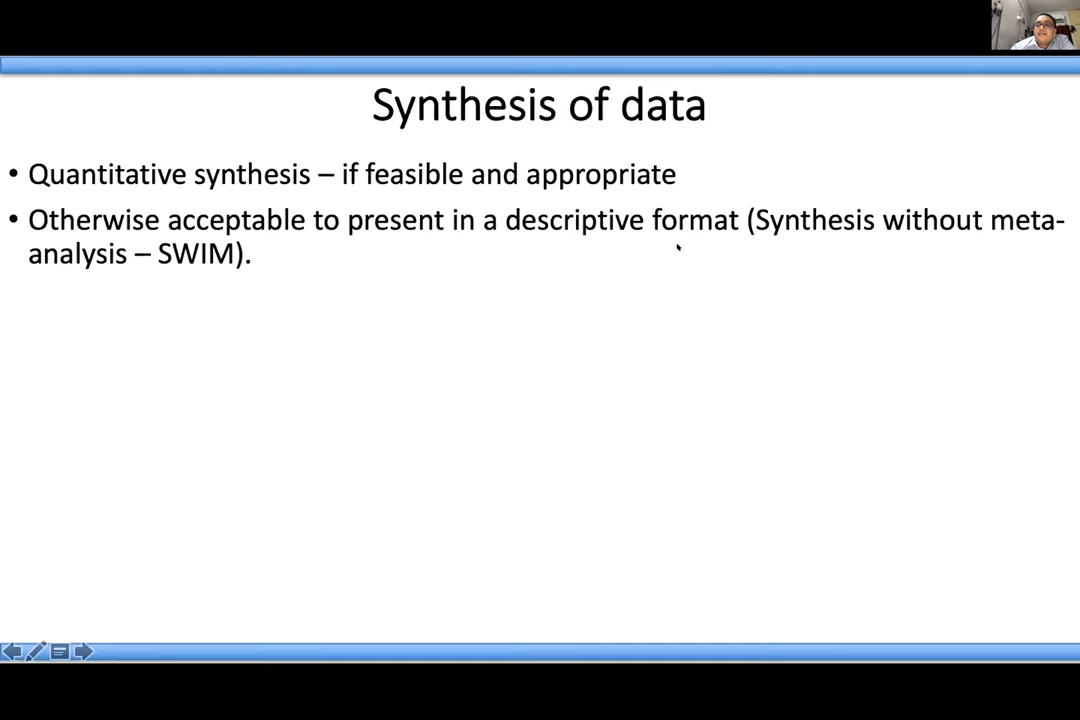 Synthesis of data
• Quantitative synthesis – if feasible and appropriate
• Otherwise acceptable to present in a descriptive format (Synthesis without meta-
analysis – SWIM).